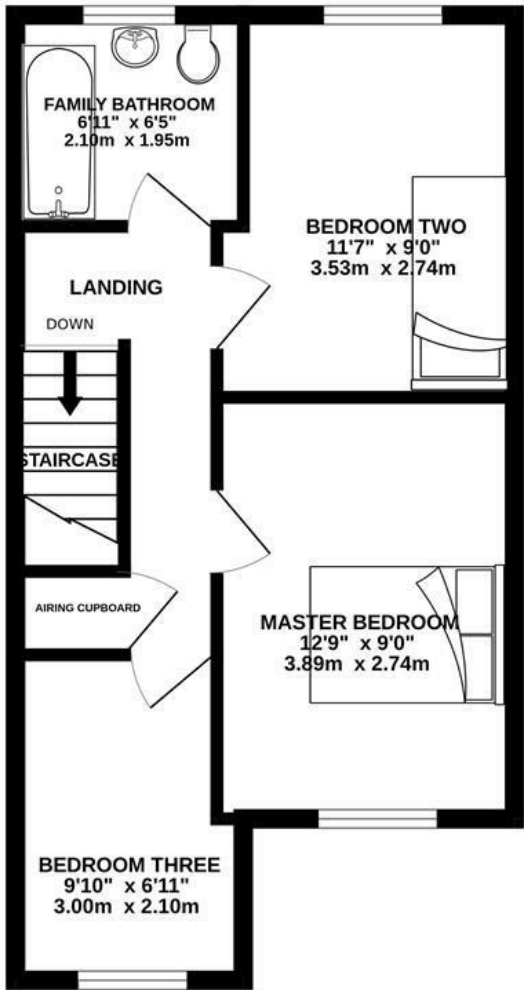 FAMILY BATHROOM
6'11" x 6'5"
2.10m x 1.95m
BEDROOM TWO
11'7" x 9'0"
3.53m x 2.74m
LANDING
DOWN
STAIRCASE
AIRING CUPBOARD
MASTER BEDROOM
12'9" x 9'0"
3.89m x 2.74m
BEDROOM THREE
9'10" x 6'11"
3.00m x 2.10m